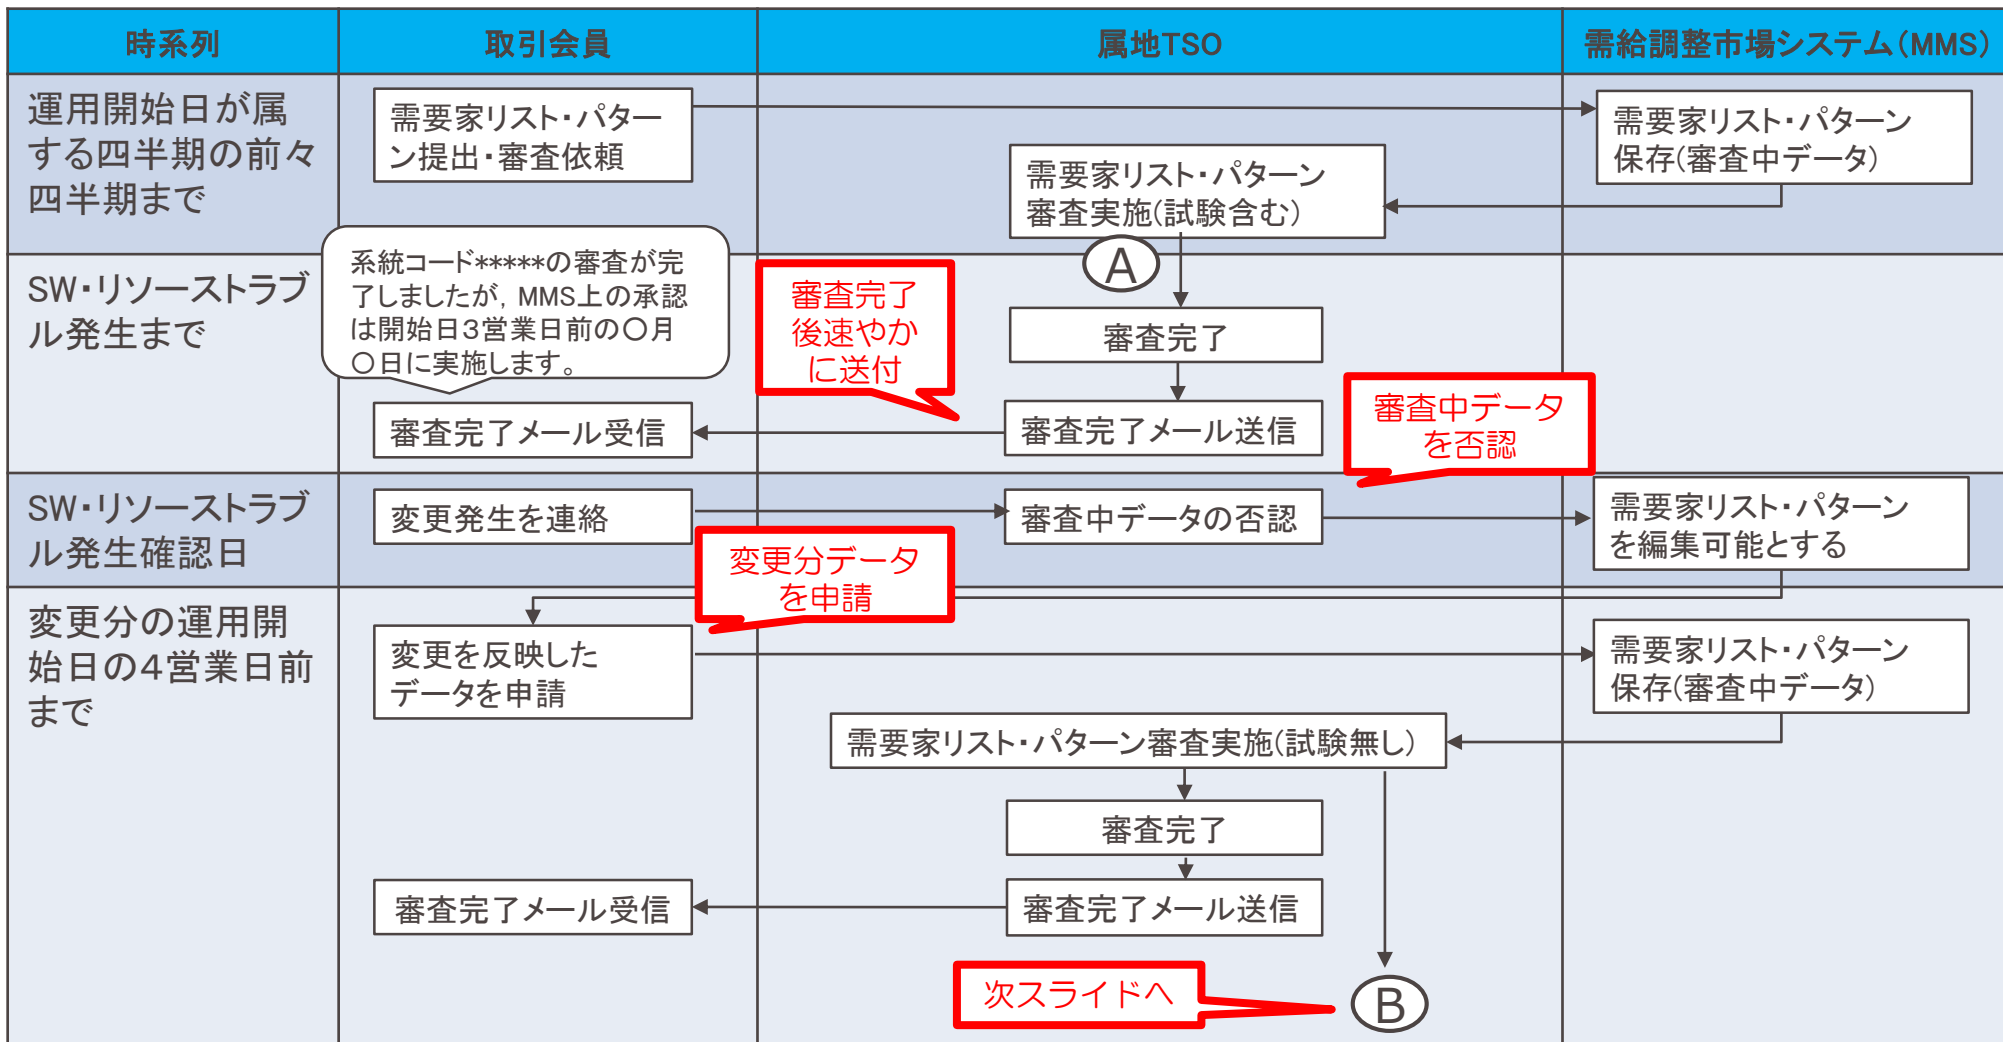 時系列
取引会員
属地TSO
需給調整市場システム(MMS)
運用開始日が属
する四半期の前々
四半期まで
需要家リスト・パター
ン提出・審査依頼
需要家リスト・パターン
保存(審査中データ)
需要家リスト・パターン
審査実施(試験含む)
A
SW・リソーストラブ
ル発生まで
系統コード*****の審査が完
了しましたが, MMS上の承認
は開始日3営業日前の〇月
〇日に実施します。
審査完了
後速やか
に送付
審査完了
審査完了メール送信
審査完了メール受信
審査中データ
を否認
SW・リソーストラブ
ル発生確認日
変更発生を連絡
審査中データの否認
需要家リスト・パターン
を編集可能とする
変更分データ
を申請
変更分の運用開
始日の4営業日前
まで
変更を反映した
データを申請
需要家リスト・パターン
保存(審査中データ)
需要家リスト・パターン審査実施(試験無し)
審査完了
審査完了メール送信
審査完了メール受信
次スライドへ
B